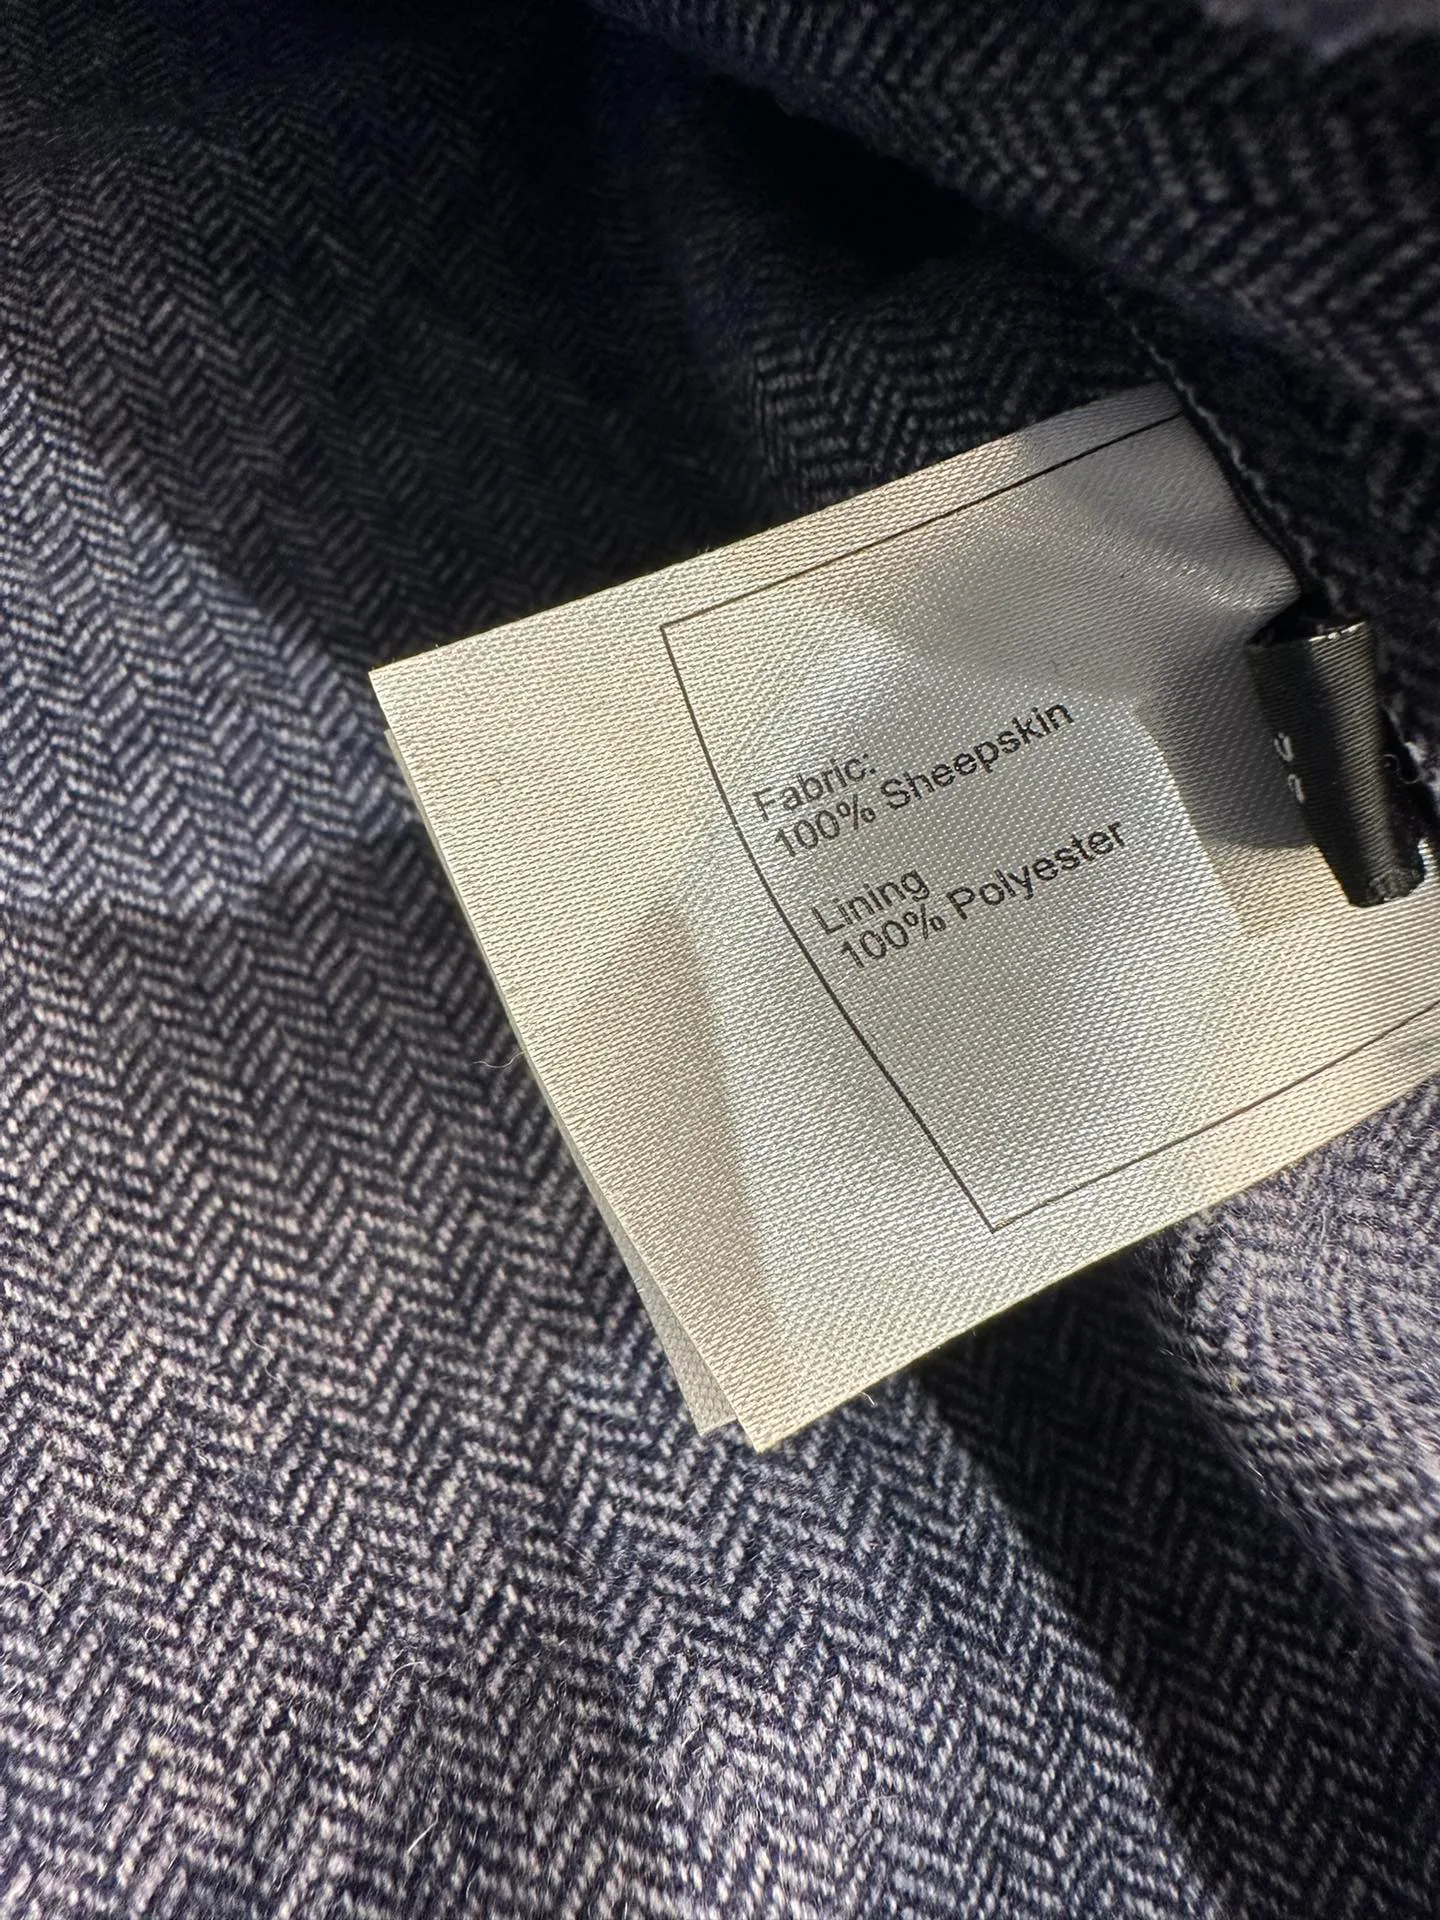 Fabric:
100% Sheepskin
Lining
100% Polyester